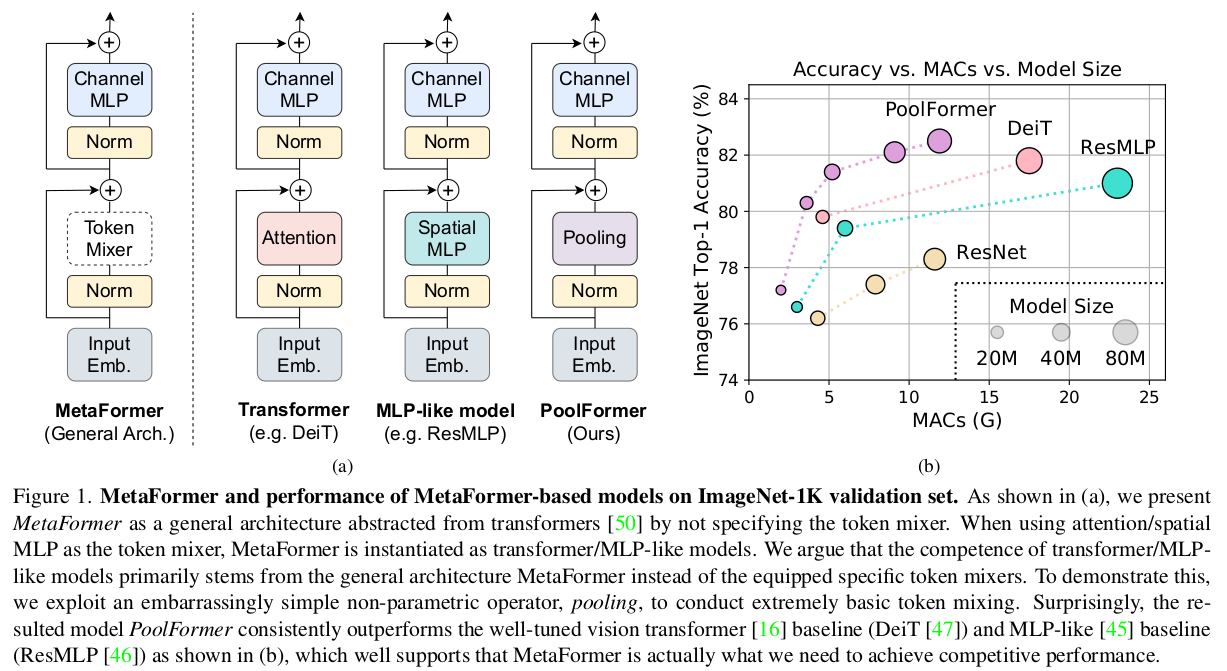 Channel
MLP
Norm
Token
Mixer
Norm
Input
Emb.
MetaFormer
(General Arch.)
Channel
MLP
Norm
Attention
Norm
Input
Emb.
Transformer
(e.g. DeiT)
Channel
MLP
Norm
Spatial
MLP
Norm
Input
Emb.
MLP-like model
(e.g. ResMLP)
Channel
MLP
Norm
Pooling
Norm
Input
Emb.
PoolFormer
(Ours)
(a)
Accuracy vs. MACs vs. Model Size
ImageNet Top-1 Accuracy (%)
84
82
80
78
76
74
PoolFormer
DeiT
ResMLP
ResNet
Model Size
20M 40M 80M
0 5 10 15 20 25
MACs (G)
(b)
Figure 1. MetaFormer and performance of MetaFormer-based models on ImageNet-1K validation set. As shown in (a), we present
MetaFormer as a general architecture abstracted from transformers [50] by not specifying the token mixer. When using attention/spatial
MLP as the token mixer, MetaFormer is instantiated as transformer/MLP-like models. We argue that the competence of transformer/MLP-
like models primarily stems from the general architecture MetaFormer instead of the equipped specific token mixers. To demonstrate this,
we exploit an embarrassingly simple non-parametric operator, pooling, to conduct extremely basic token mixing. Surprisingly, the re-
sulted model PoolFormer consistently outperforms the well-tuned vision transformer [16] baseline (DeiT [47]) and MLP-like [45] baseline
(ResMLP [46]) as shown in (b), which well supports that MetaFormer is actually what we need to achieve competitive performance.